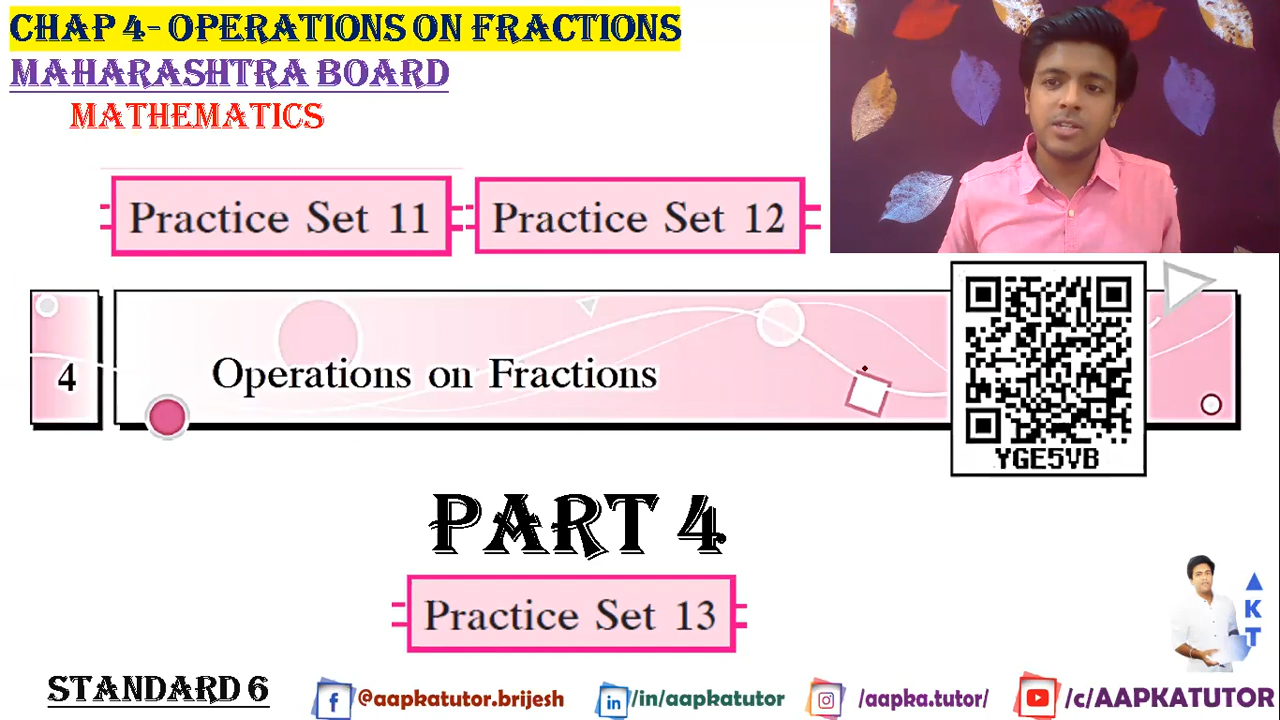 CHAP 4- OPERATIONS ON FRACTIONS
MAHARASHTRA BOARD
MATHEMATICS
Practice Set 11
Practice Set 12
4
Operations on Fractions
YGE5VB
PART 4
Practice Set 13
AKT
STANDARD 6
@aapkatutor.brijesh
/in/aapkatutor
/aapka.tutor/
/c/AAPKATUTOR